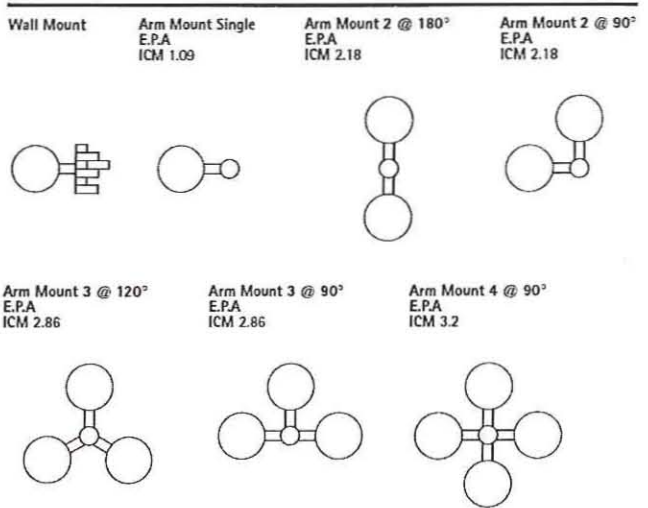 Wall Mount
Arm Mount Single
E.P.A
ICM 1.09
Arm Mount 2 @ 180°
E.P.A
ICM 2.18
Arm Mount 2 @ 90°
E.P.A
ICM 2.18
Arm Mount 3 @ 120°
E.P.A
ICM 2.86
Arm Mount 3 @ 90°
E.P.A
ICM 2.86
Arm Mount 4 @ 90°
E.P.A
ICM 3.2